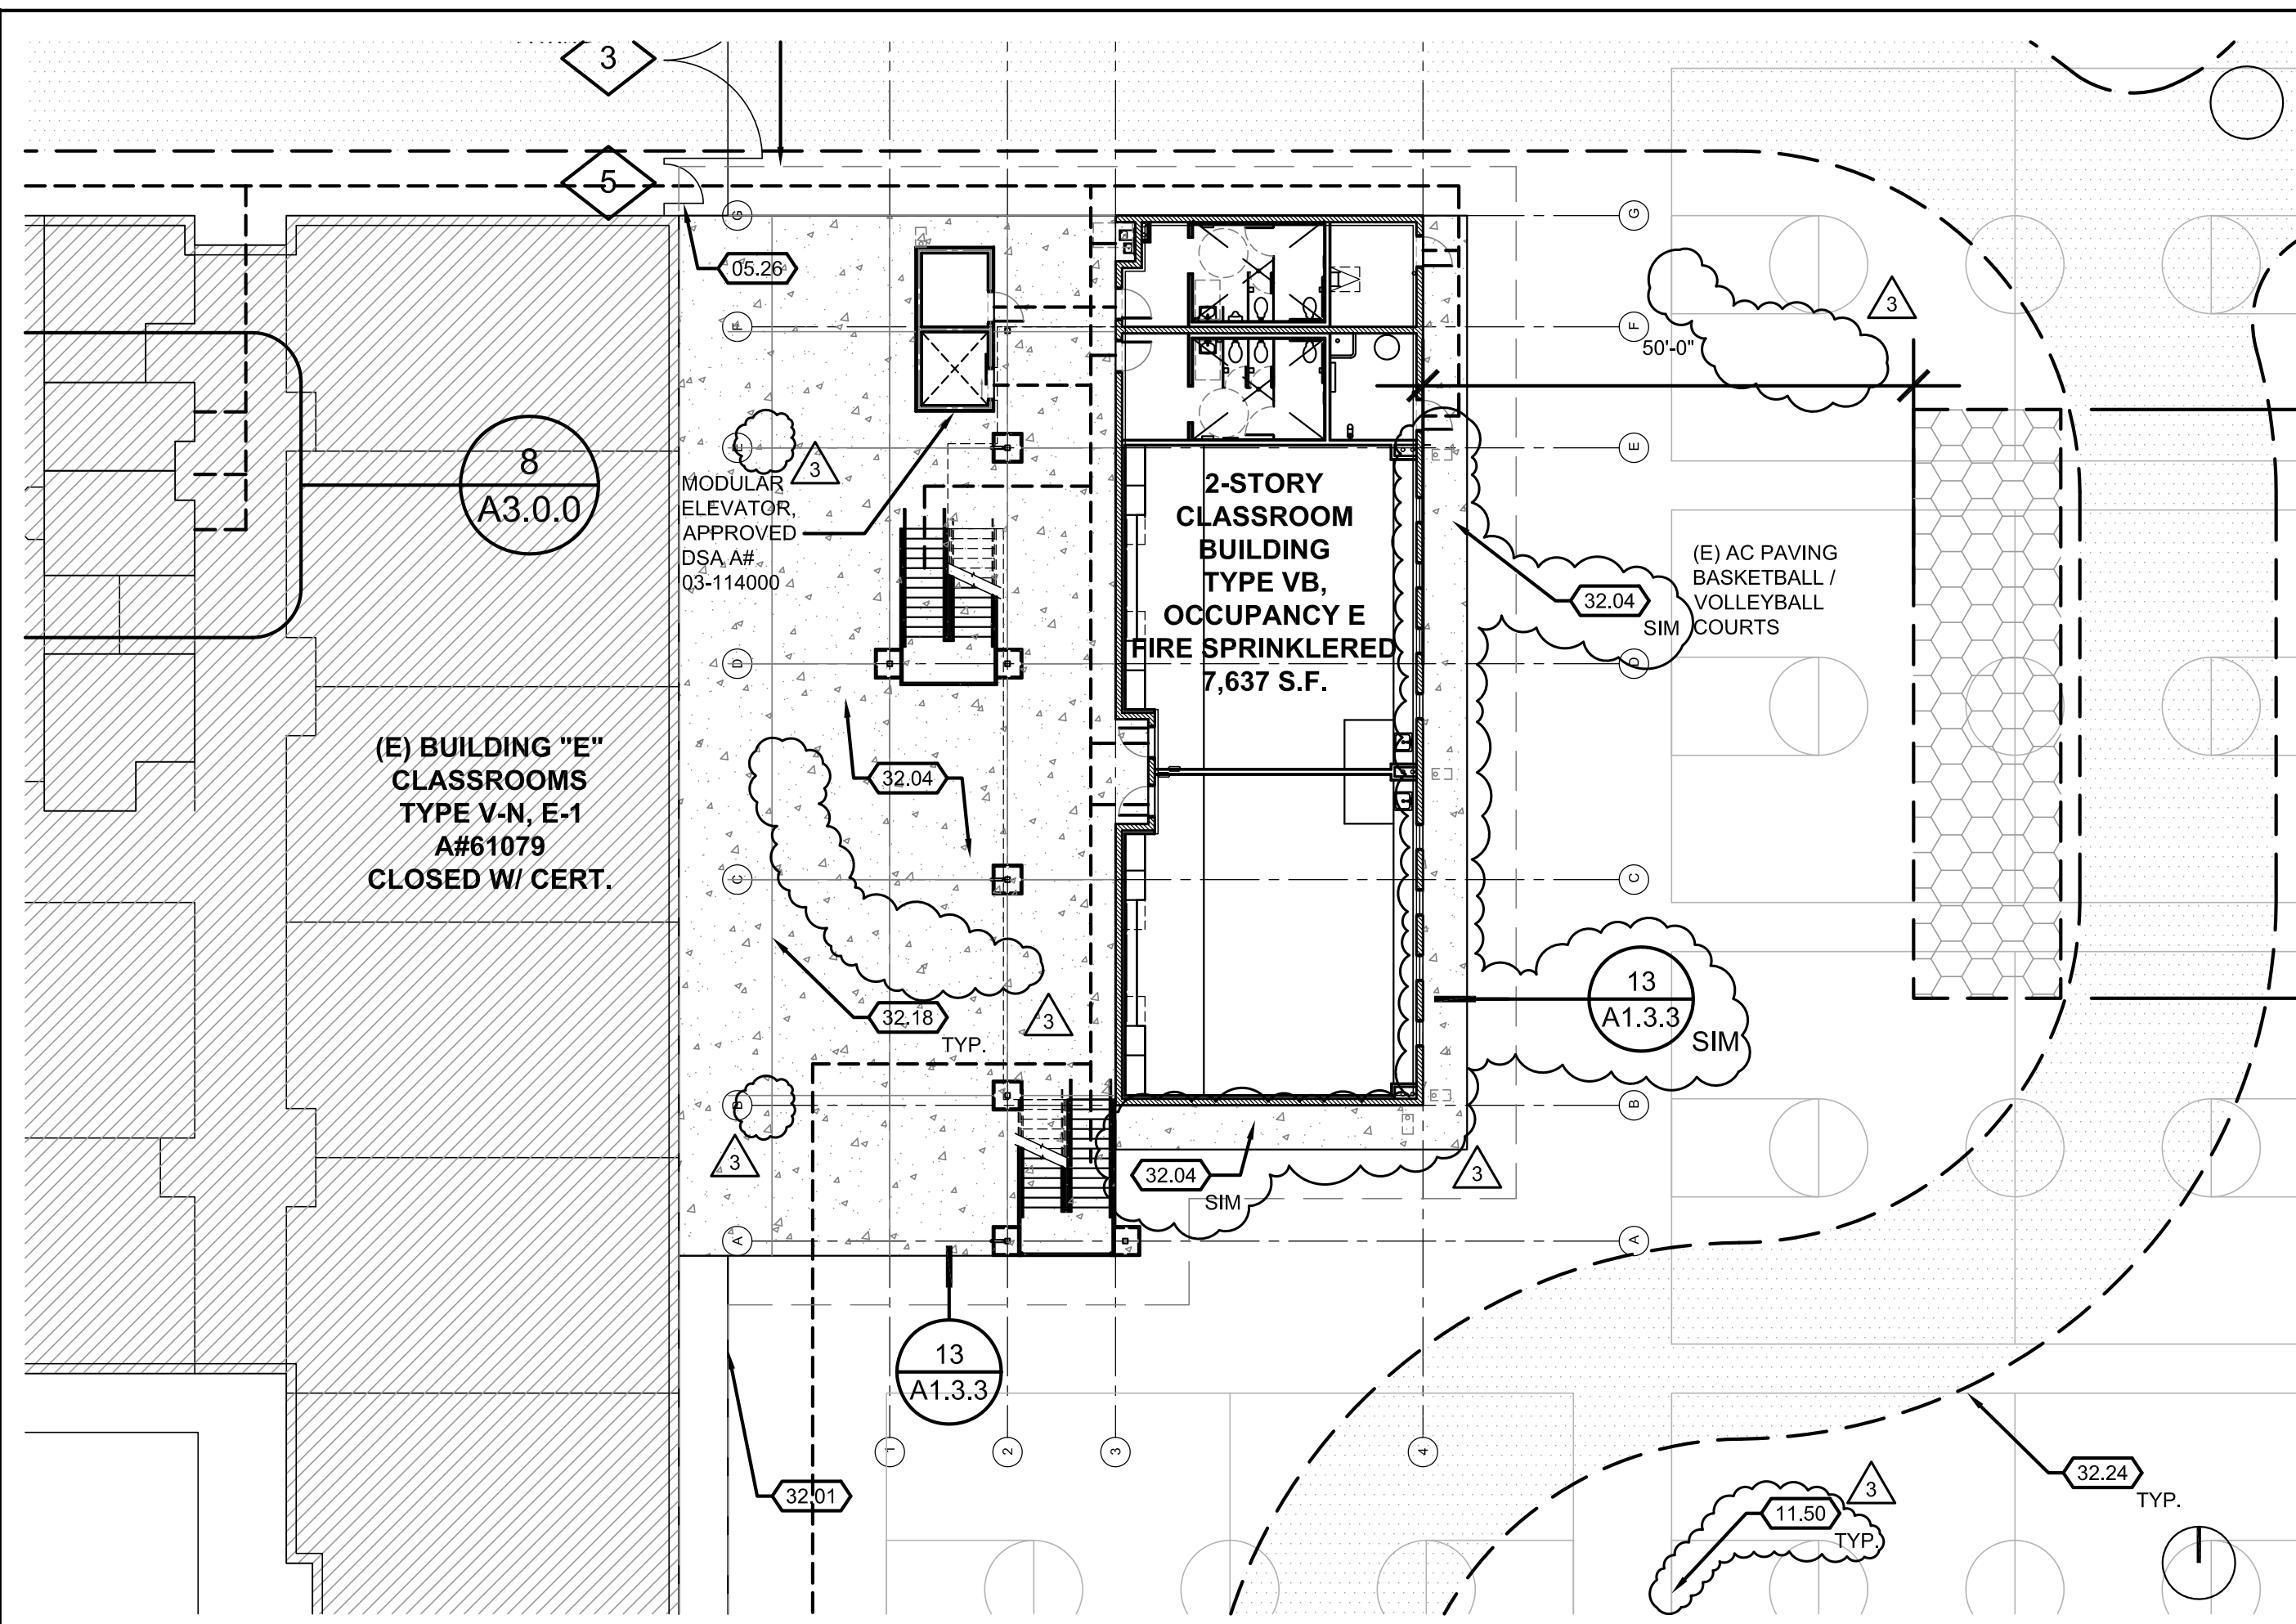 3
5
G
G
05.26
F
F
50'-0"
3
8
A3.0.0
E
E
3
MODULAR
ELEVATOR,
APPROVED
DSA A#
03-114000
2-STORY
CLASSROOM
BUILDING
TYPE VB,
OCCUPANCY E
FIRE SPRINKLERED
7,637 S.F.
(E) AC PAVING
BASKETBALL /
VOLLEYBALL
COURTS
32.04
SIM
D
D
(E) BUILDING "E"
CLASSROOMS
TYPE V-N, E-1
A#61079
CLOSED W/ CERT.
32.04
C
C
13
A1.3.3
SIM
32.18
TYP.
3
B
B
3
32.04
SIM
3
A
A
13
A1.3.3
1
2
3
4
32.01
32.24
TYP.
3
11.50
TYP.